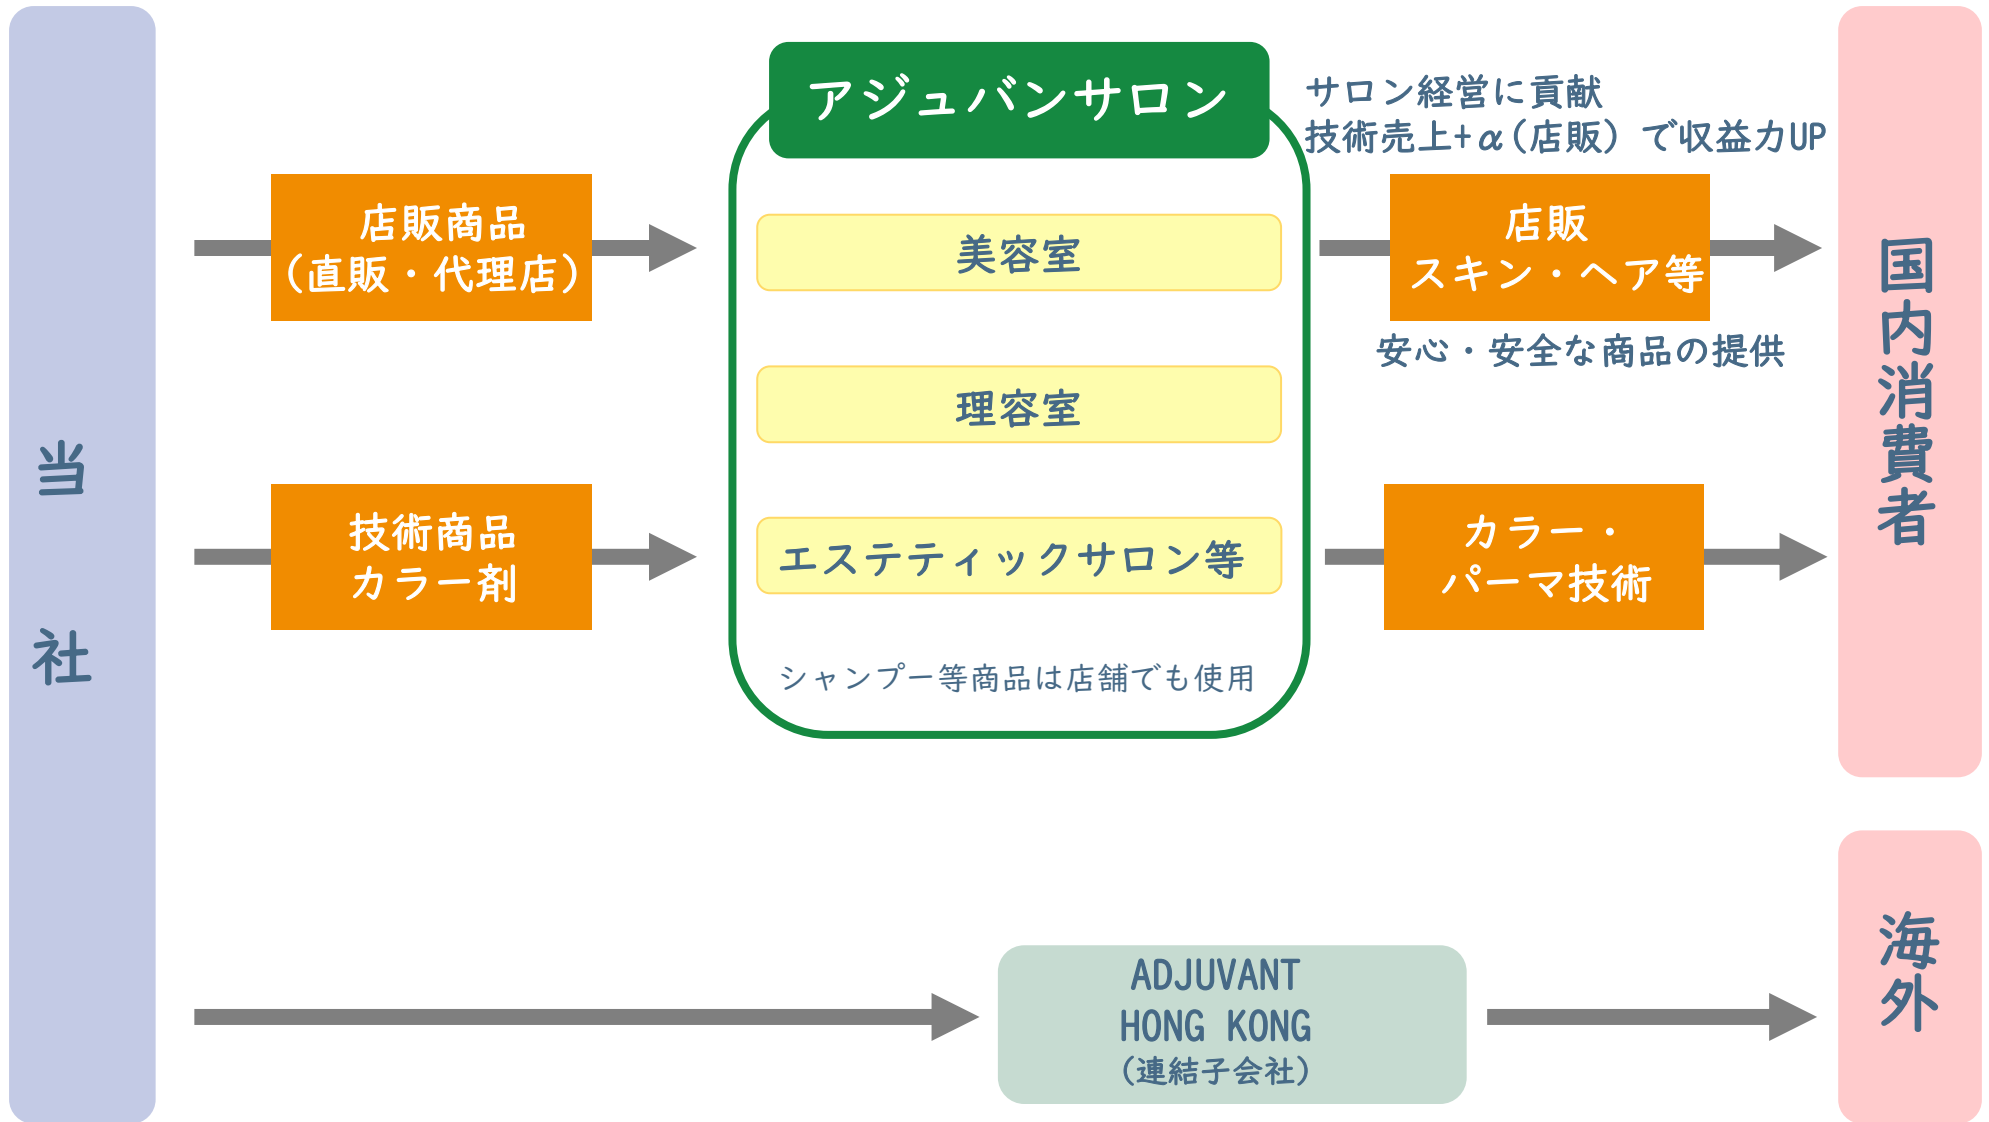 当社
店販商品
(直販・代理店)
技術商品
カラー剤
アジュバンサロン
美容室
理容室
エステティックサロン等
シャンプー等商品は店舗でも使用
サロン経営に貢献
技術売上+α(店販)で収益力UP
店販
スキン・ヘア等
安心・安全な商品の提供
カラー・
パーマ技術
国内消費者
ADJUVANT
HONG KONG
(連結子会社)
海外